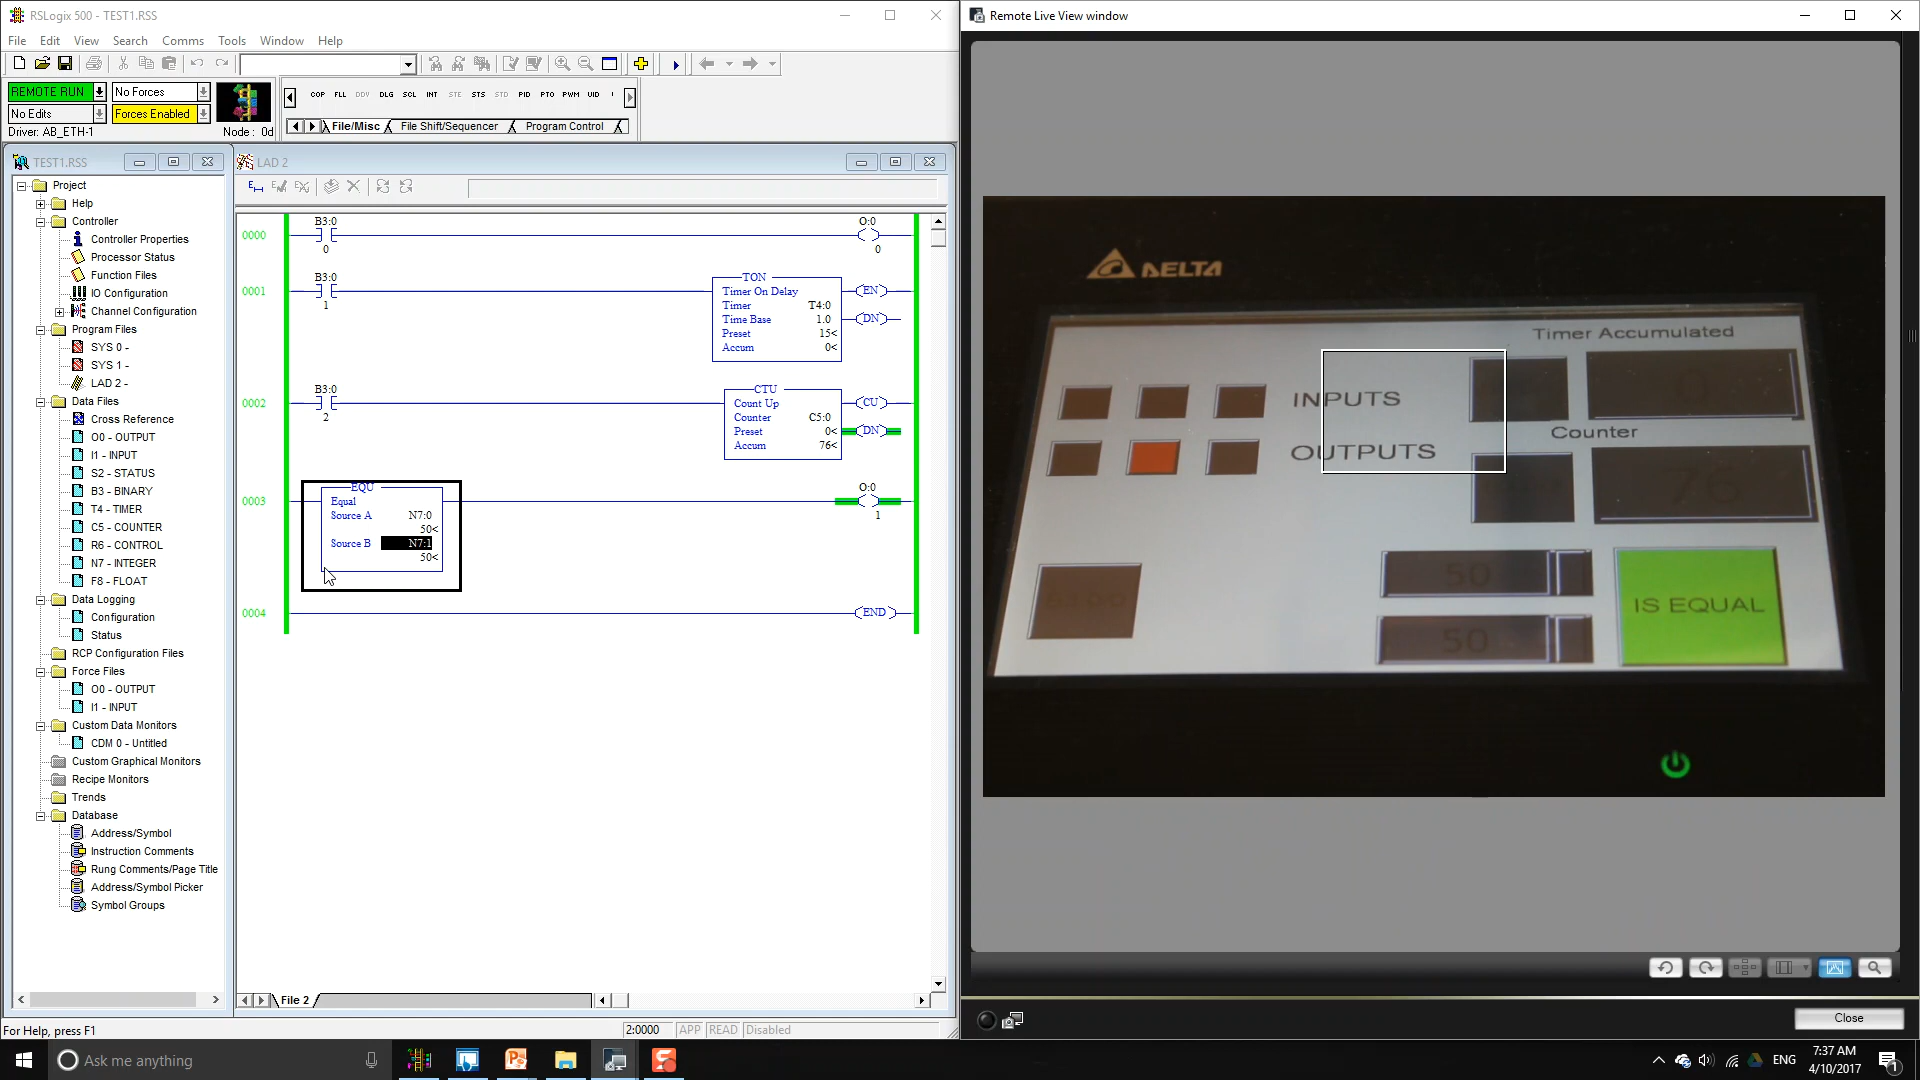 RSLogix 500 - TEST1.RSS
File Edit View Search Comms Tools Window Help
REMOTE RUN No Forces
No Edits Forces Enabled
Driver: AB_ETH-1 Node : 0d
COP FLL DDV DLG SCL INT STE STS STD PID PTO PWM UID
File/Misc File Shift/Sequencer Program Control
TEST1.RSS
Project
Help
Controller
Controller Properties
Processor Status
Function Files
IO Configuration
Channel Configuration
Program Files
SYS 0 -
SYS 1 -
LAD 2 -
Data Files
Cross Reference
O0 - OUTPUT
I1 - INPUT
S2 - STATUS
B3 - BINARY
T4 - TIMER
C5 - COUNTER
R6 - CONTROL
N7 - INTEGER
F8 - FLOAT
Data Logging
Configuration
Status
RCP Configuration Files
Force Files
O0 - OUTPUT
I1 - INPUT
Custom Data Monitors
CDM 0 - Untitled
Custom Graphical Monitors
Recipe Monitors
Trends
Database
Address/Symbol
Instruction Comments
Rung Comments/Page Title
Address/Symbol Picker
Symbol Groups
LAD 2
0000
B3:0
0
O:0
0
0001
B3:0
1
TON
Timer On Delay
Timer T4:0
Time Base 1.0
Preset 15<
Accum 0<
EN
DN
0002
B3:0
2
CTU
Count Up
Counter C5:0
Preset 0<
Accum 76<
CU
DN
0003
EQU
Equal
Source A N7:0
50<
Source B N7:1
50<
O:0
1
0004
END
File 2
For Help, press F1
2:0000 APP READ Disabled
Remote Live View window
DELTA
Timer Accumulated
INPUTS
Counter
OUTPUTS
76
50
50
IS EQUAL
Close
Ask me anything
ENG
7:37 AM
4/10/2017
1